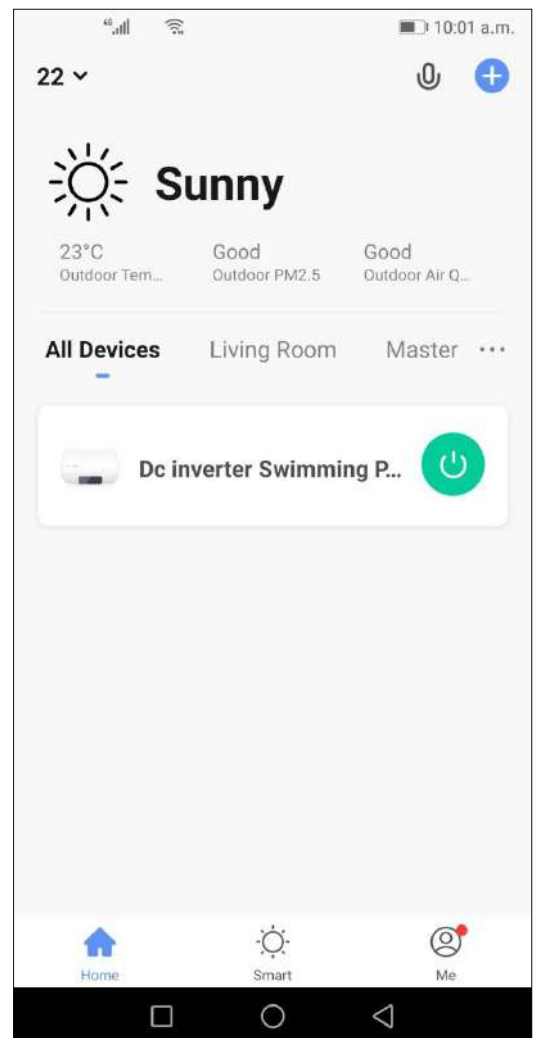 4G 10:01 a.m.
22
Sunny
23°C Good Good
Outdoor Tem... Outdoor PM2.5 Outdoor Air Q...
All Devices Living Room Master ...
Dc inverter Swimming P...
Home Smart Me